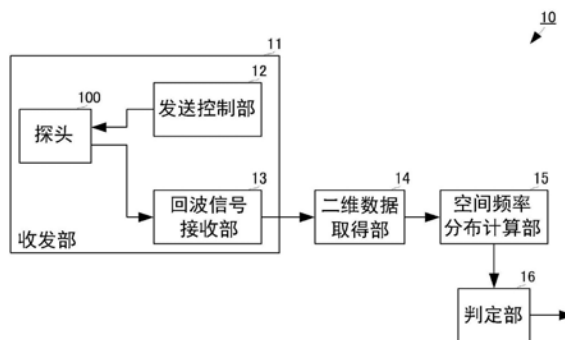 10
11
12
发送控制部
100
探头
13
回波信号
接收部
收发部
14
二维数据
取得部
15
空间频率
分布计算部
16
判定部